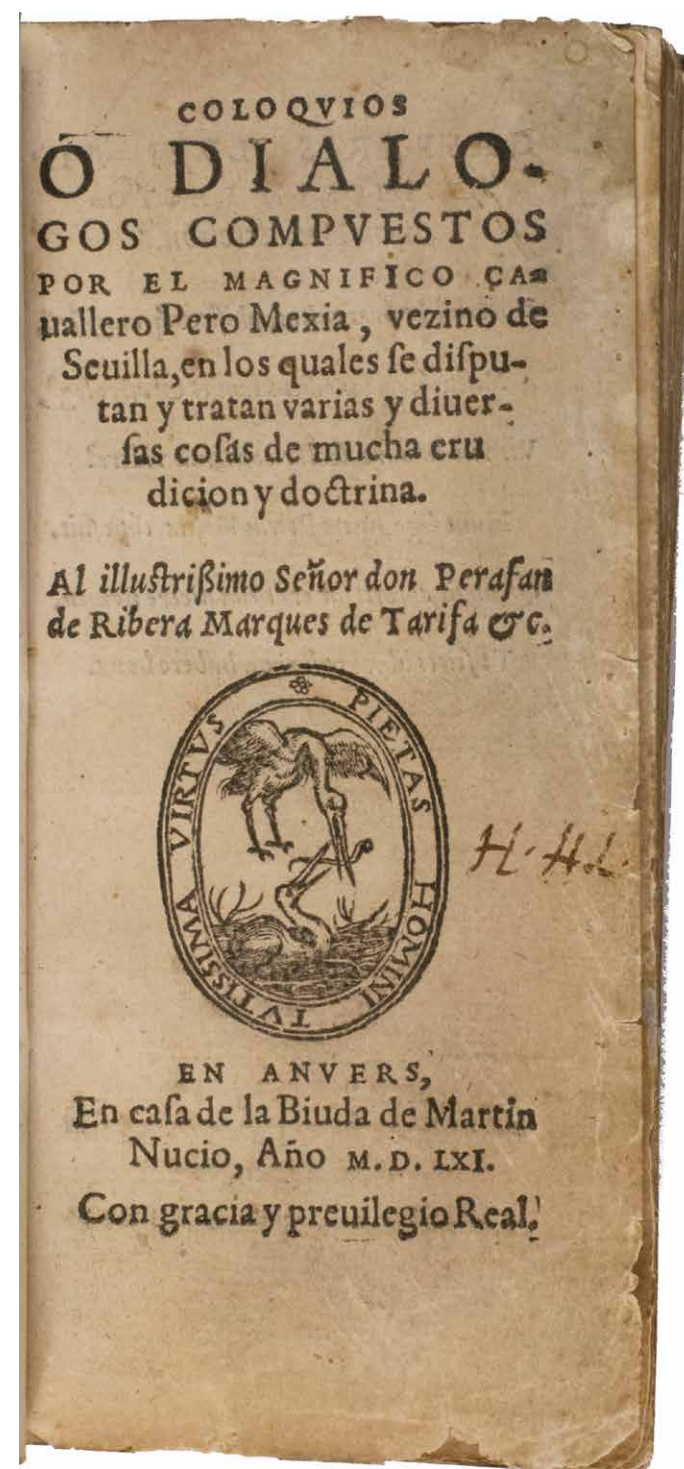 COLOQVIOS
Ó DIALO-
GOS COMPVESTOS
POR EL MAGNIFICO CA-
uallero Pero Mexia, vezino de
Seuilla,en los quales ſe diſpu-
tan y tratan varias y diuer-
ſas coſas de mucha eru
dicion y doctrina.
Al illuſtrißimo Señor don Perafan
de Ribera Marques de Tarifa &c.
PIETAS HOMINI TVTISSIMA VIRTVS
H. H. L.
EN ANVERS,
En caſa de la Biuda de Martin
Nucio, Año M. D. LXI.
Con gracia y preuilegio Real.